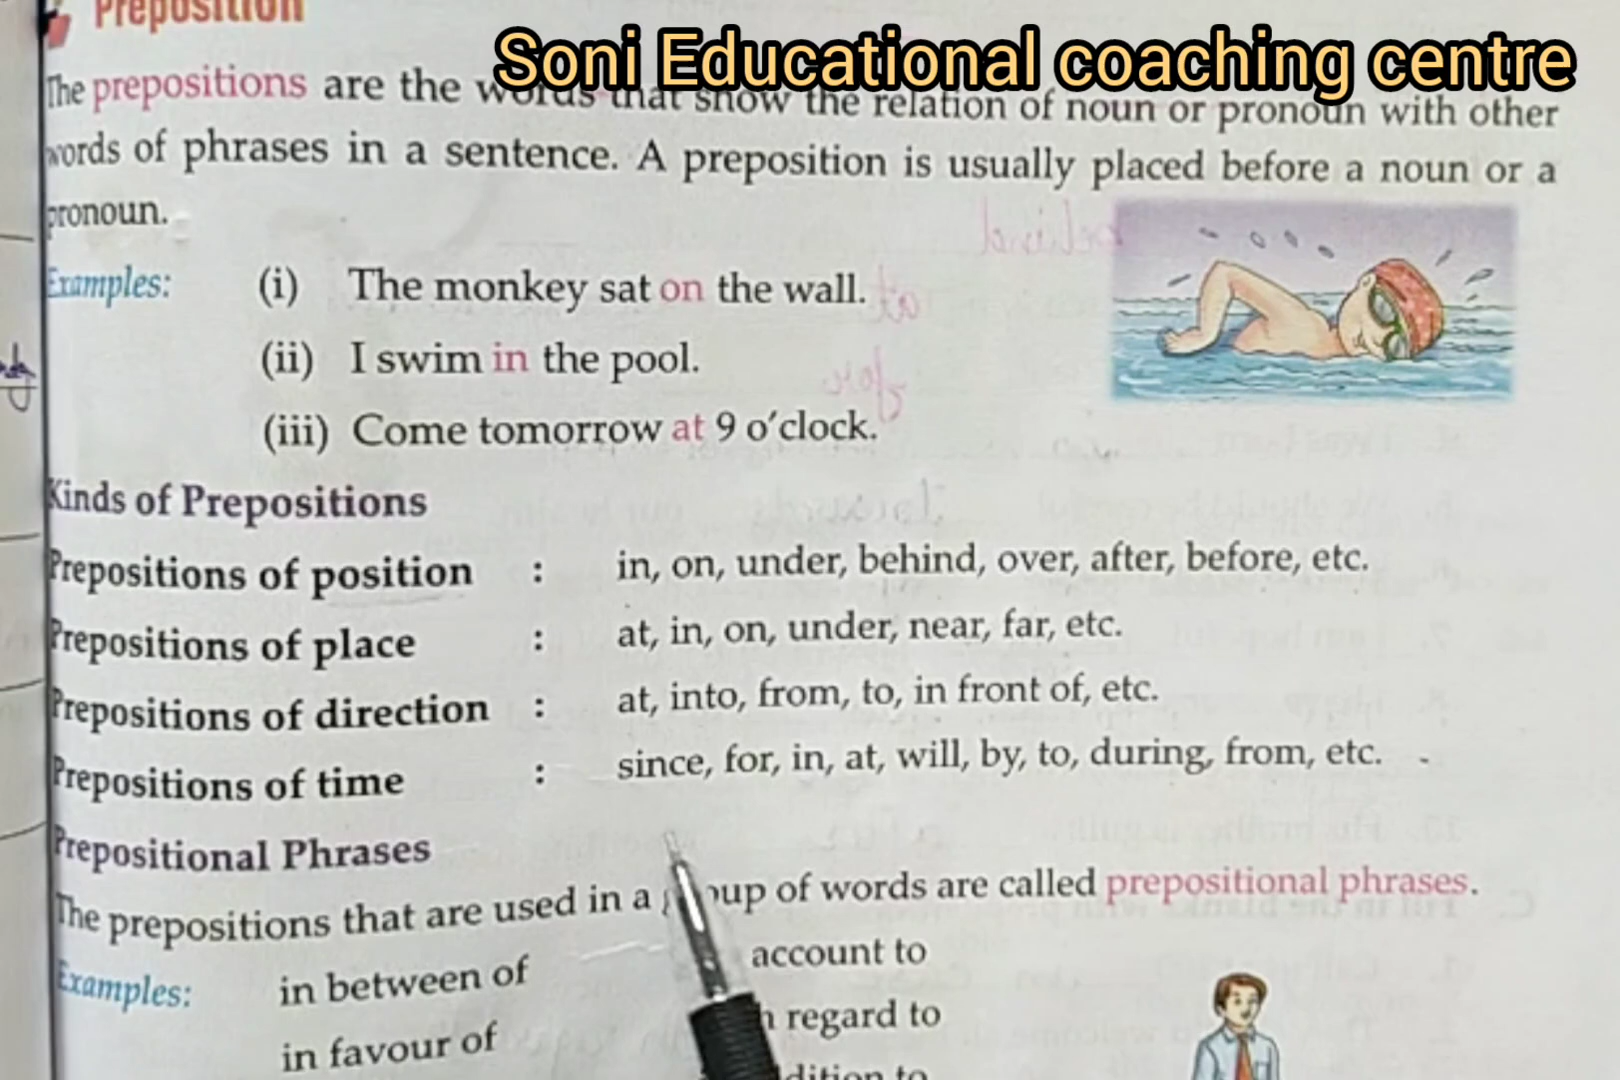 Preposition
Soni Educational coaching centre
The prepositions are the words that show the relation of noun or pronoun with other
words of phrases in a sentence. A preposition is usually placed before a noun or a
pronoun.
Examples: (i) The monkey sat on the wall.
(ii) I swim in the pool.
(iii) Come tomorrow at 9 o'clock.
Kinds of Prepositions
Prepositions of position : in, on, under, behind, over, after, before, etc.
Prepositions of place : at, in, on, under, near, far, etc.
Prepositions of direction : at, into, from, to, in front of, etc.
Prepositions of time : since, for, in, at, will, by, to, during, from, etc.
Prepositional Phrases
The prepositions that are used in a group of words are called prepositional phrases.
Examples: in between of account to
in favour of regard to
to